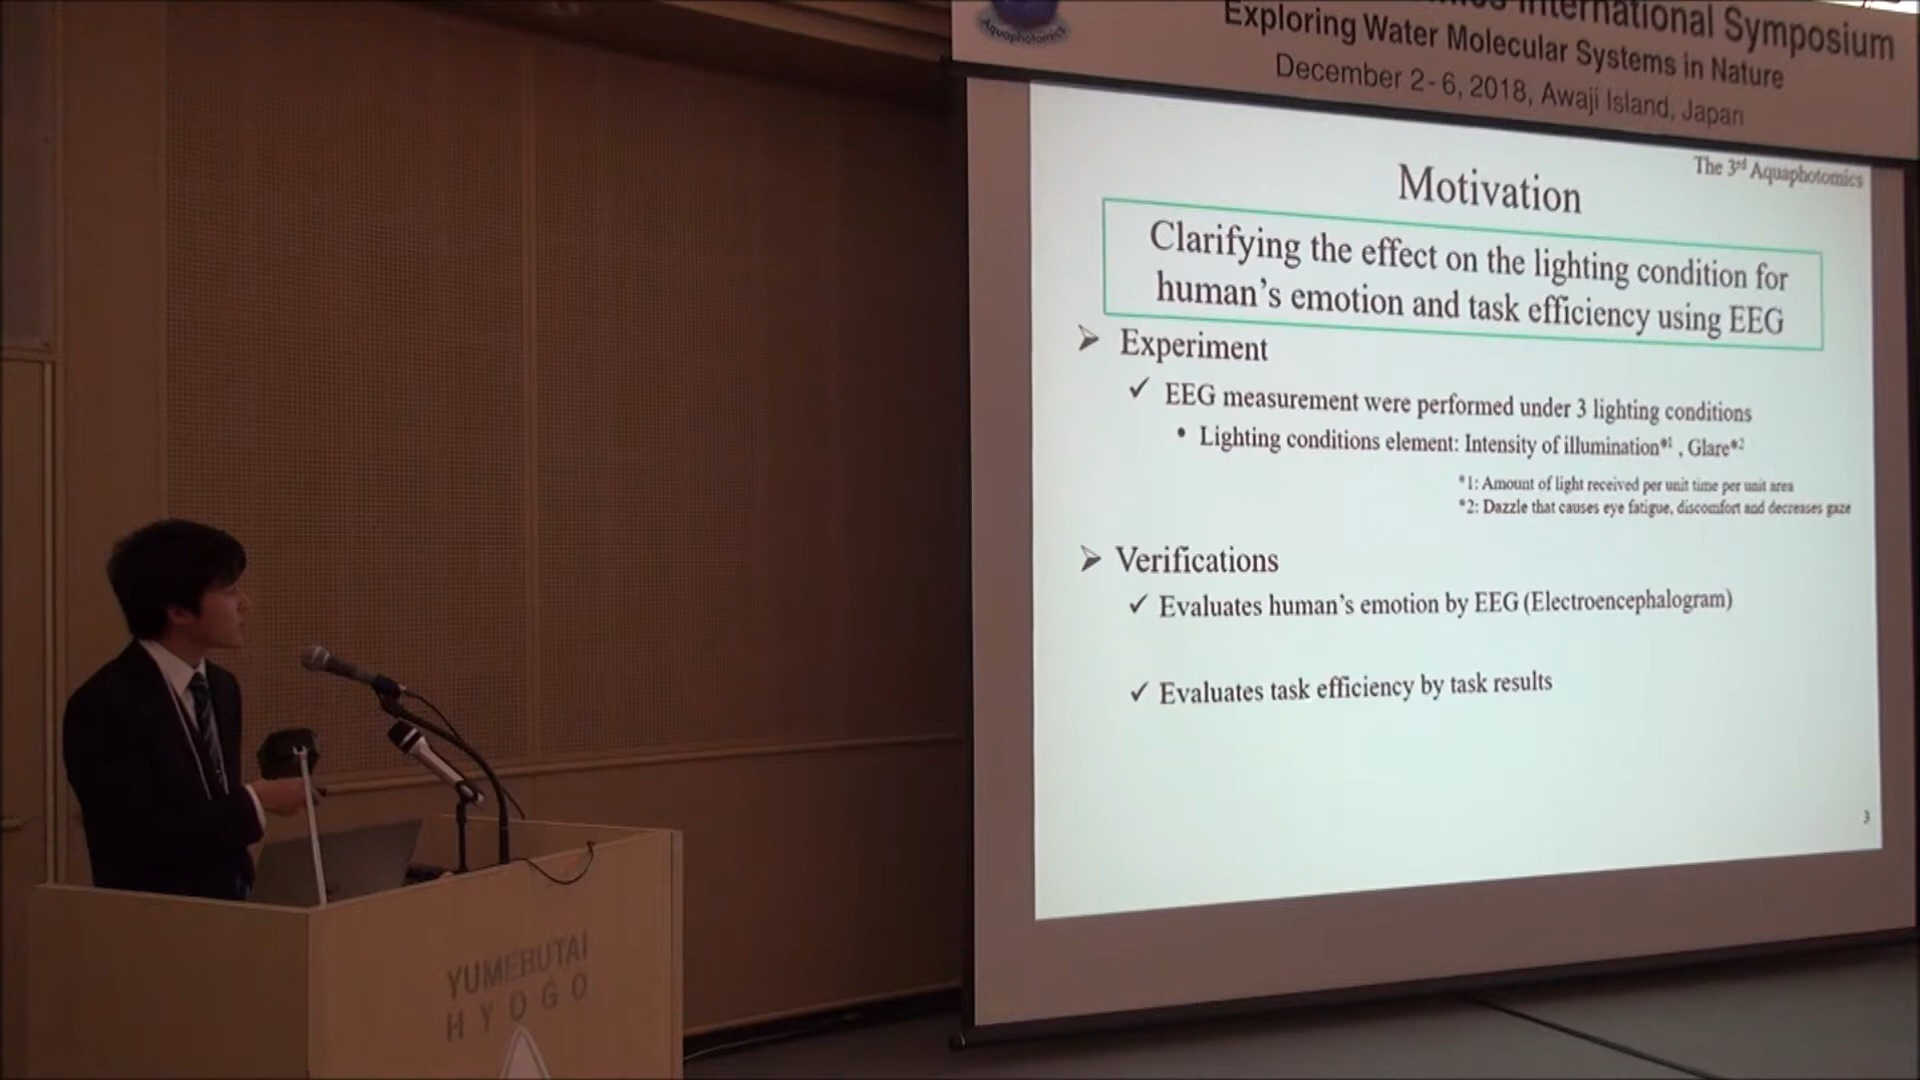 Aquaphotomics
International Symposium
Exploring Water Molecular Systems in Nature
December 2 - 6, 2018, Awaji Island, Japan
The 3rd Aquaphotomics
Motivation
Clarifying the effect on the lighting condition for
human's emotion and task efficiency using EEG
➢ Experiment
✓ EEG measurement were performed under 3 lighting conditions
• Lighting conditions element: Intensity of illumination*1 , Glare*2
*1: Amount of light received per unit time per unit area
*2: Dazzle that causes eye fatigue, discomfort and decreases gaze
➢ Verifications
✓ Evaluates human's emotion by EEG (Electroencephalogram)
✓ Evaluates task efficiency by task results
3
YUMEBUTAI
HYOGO